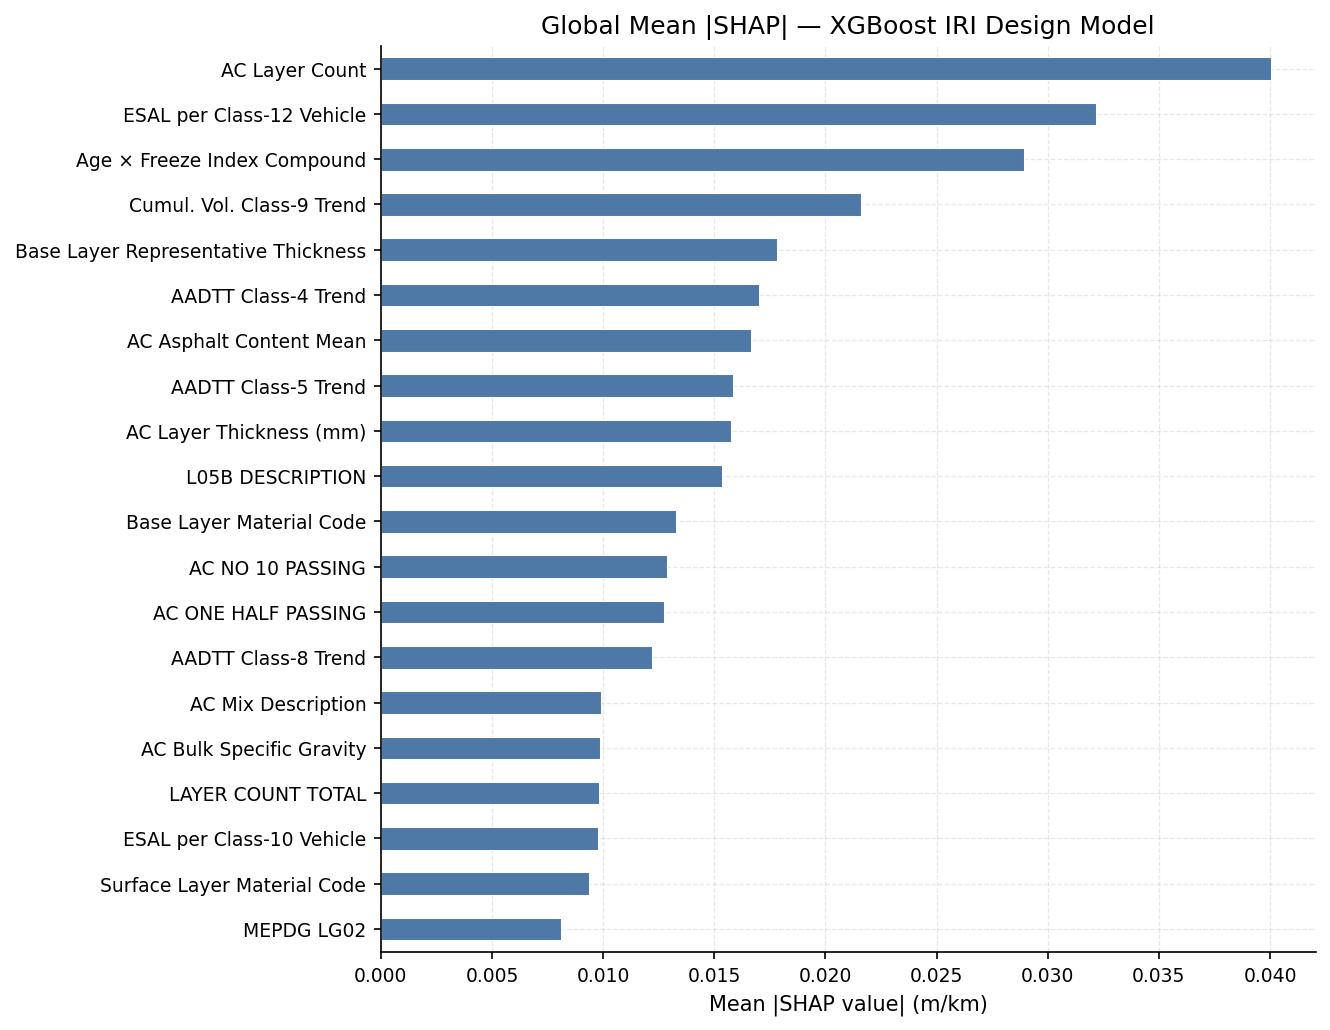 Global Mean |SHAP| — XGBoost IRI Design Model
AC Layer Count
ESAL per Class-12 Vehicle
Age × Freeze Index Compound
Cumul. Vol. Class-9 Trend
Base Layer Representative Thickness
AADTT Class-4 Trend
AC Asphalt Content Mean
AADTT Class-5 Trend
AC Layer Thickness (mm)
L05B DESCRIPTION
Base Layer Material Code
AC NO 10 PASSING
AC ONE HALF PASSING
AADTT Class-8 Trend
AC Mix Description
AC Bulk Specific Gravity
LAYER COUNT TOTAL
ESAL per Class-10 Vehicle
Surface Layer Material Code
MEPDG LG02
0.000 0.005 0.010 0.015 0.020 0.025 0.030 0.035 0.040
Mean |SHAP value| (m/km)